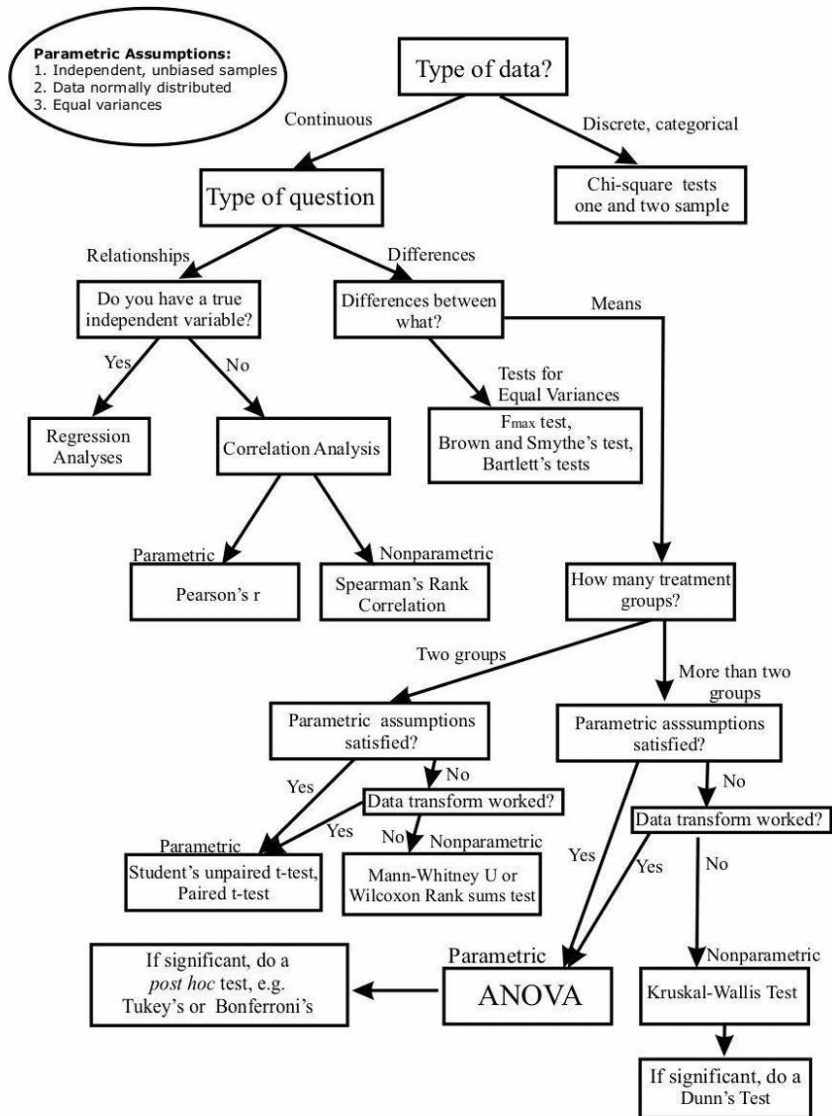 Parametric Assumptions:
1. Independent, unbiased samples
2. Data normally distributed
3. Equal variances
Type of data?
Continuous
Discrete, categorical
Type of question
Chi-square tests
one and two sample
Relationships
Differences
Do you have a true
independent variable?
Differences between
what?
Means
Yes
No
Tests for
Equal Variances
Regression
Analyses
Correlation Analysis
Fmax test,
Brown and Smythe's test,
Bartlett's tests
Parametric
Nonparametric
Pearson's r
Spearman's Rank
Correlation
How many treatment
groups?
Two groups
More than two
groups
Parametric assumptions
satisfied?
Parametric asssumptions
satisfied?
Yes
No
No
Data transform worked?
Data transform worked?
Yes
No
Yes
Yes
No
Parametric
Nonparametric
Student's unpaired t-test,
Paired t-test
Mann-Whitney U or
Wilcoxon Rank sums test
If significant, do a
post hoc test, e.g.
Tukey's or Bonferroni's
Parametric
ANOVA
Nonparametric
Kruskal-Wallis Test
If significant, do a
Dunn's Test